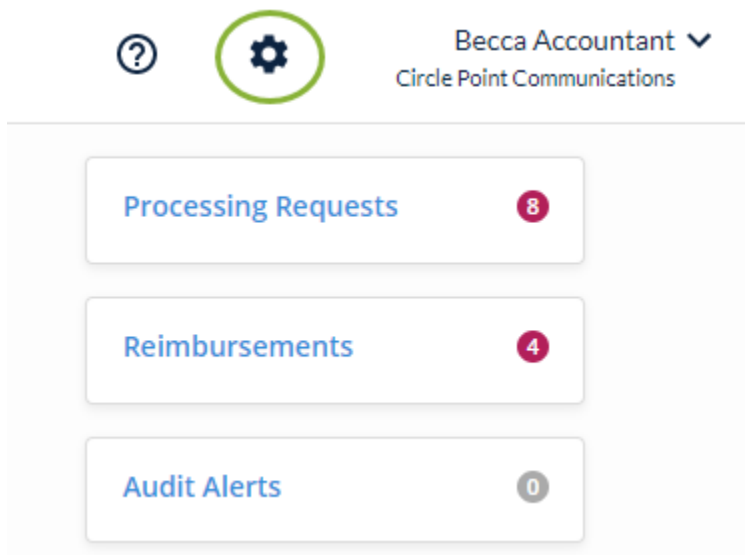 ?
Becca Accountant
Circle Point Communications
Processing Requests 8
Reimbursements 4
Audit Alerts 0